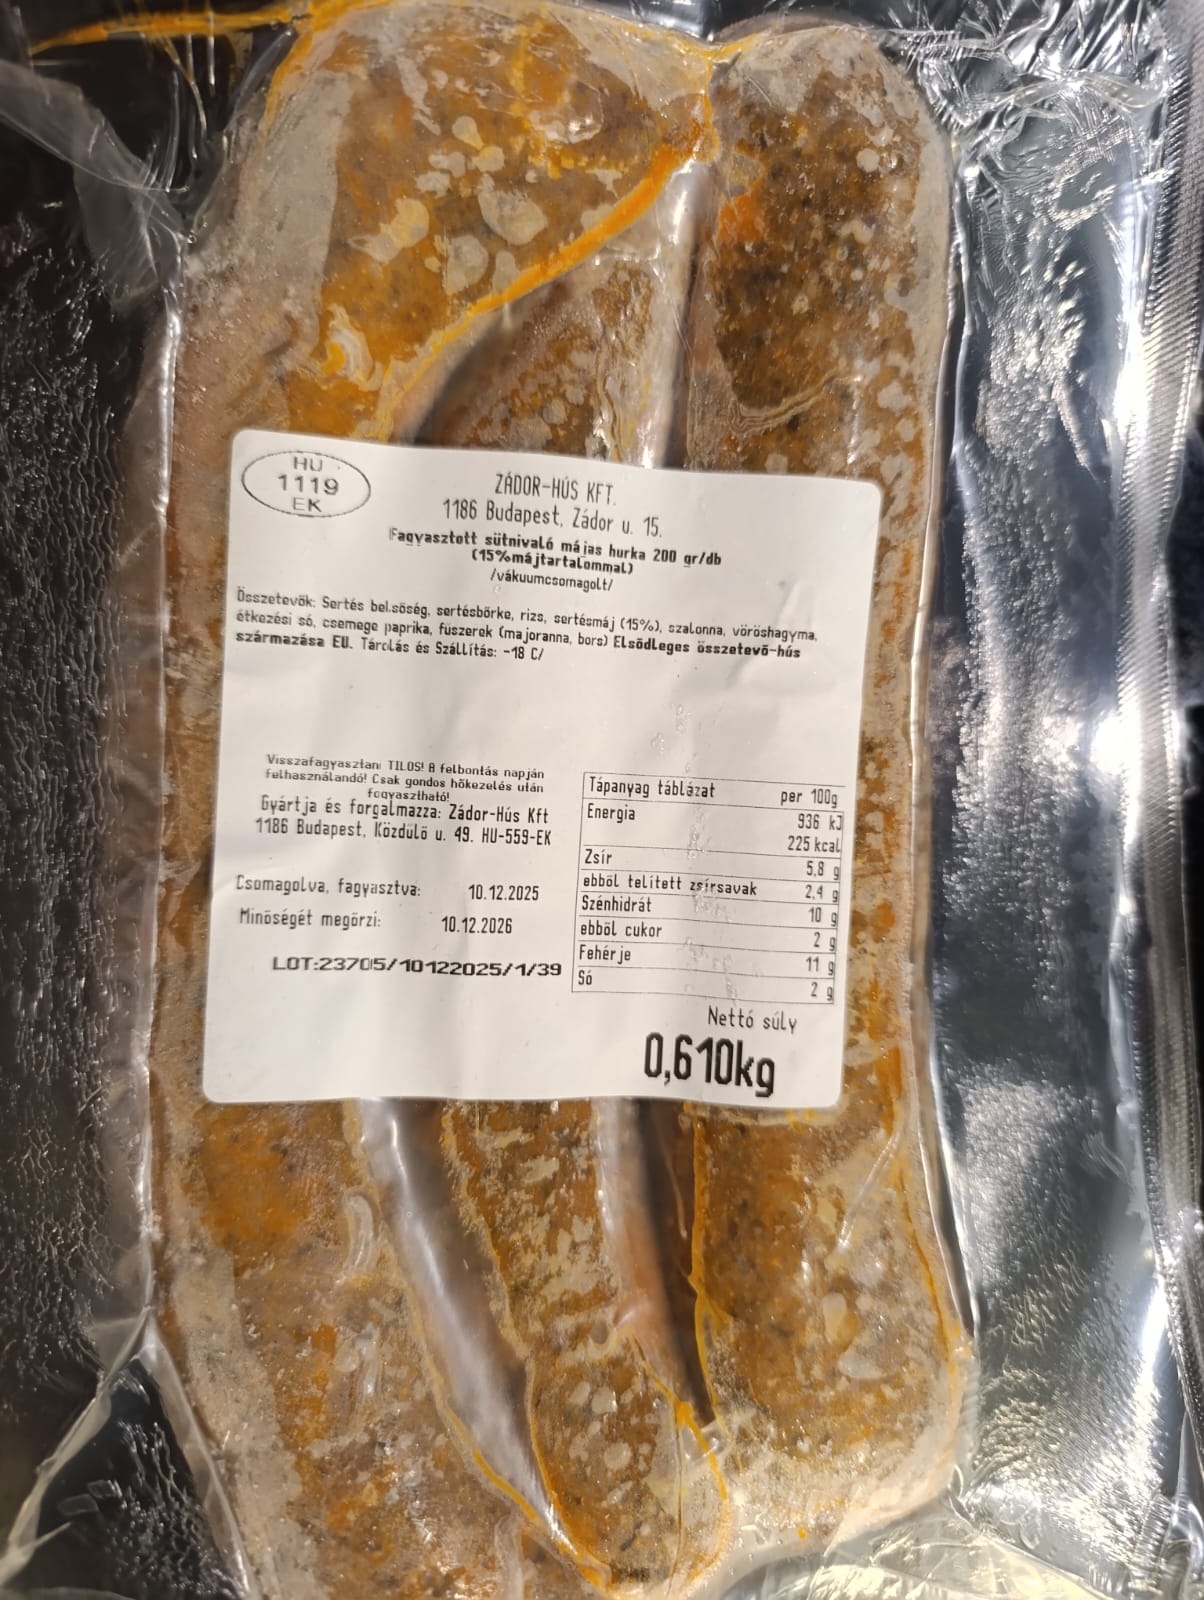 HU
1119
EK
ZÁDOR-HÚS KFT.
1186 Budapest, Zádor u. 15.
Fagyasztott sütnivaló májas hurka 200 gr/db
(15%májtartalommal)
/vákuumcsomagolt/
Összetevők: Sertés belsőség, sertésbőrke, rizs, sertésmáj (15%), szalonna, vöröshagyma,
étkezési só, csemege paprika, fűszerek (majoranna, bors) Elsődleges összetevő-hús
származása EU. Tárolás és Szállítás: -18 C/
Visszafagyasztani TILOS! A felbontás napján
felhasználandó! Csak gondos hőkezelés után
fogyasztható!
Gyártja és forgalmazza: Zádor-Hús Kft
1186 Budapest, Közdűlő u. 49. HU-559-EK
Csomagolva, fagyasztva: 10.12.2025
Minőségét megőrzi: 10.12.2026
LOT:23705/10122025/1/39
Tápanyag táblázat per 100g
Energia 936 kJ
225 kcal
Zsír 5,8 g
ebből telített zsírsavak 2,4 g
Szénhidrát 10 g
ebből cukor 2 g
Fehérje 11 g
Só 2 g
Nettó súly
0,610kg